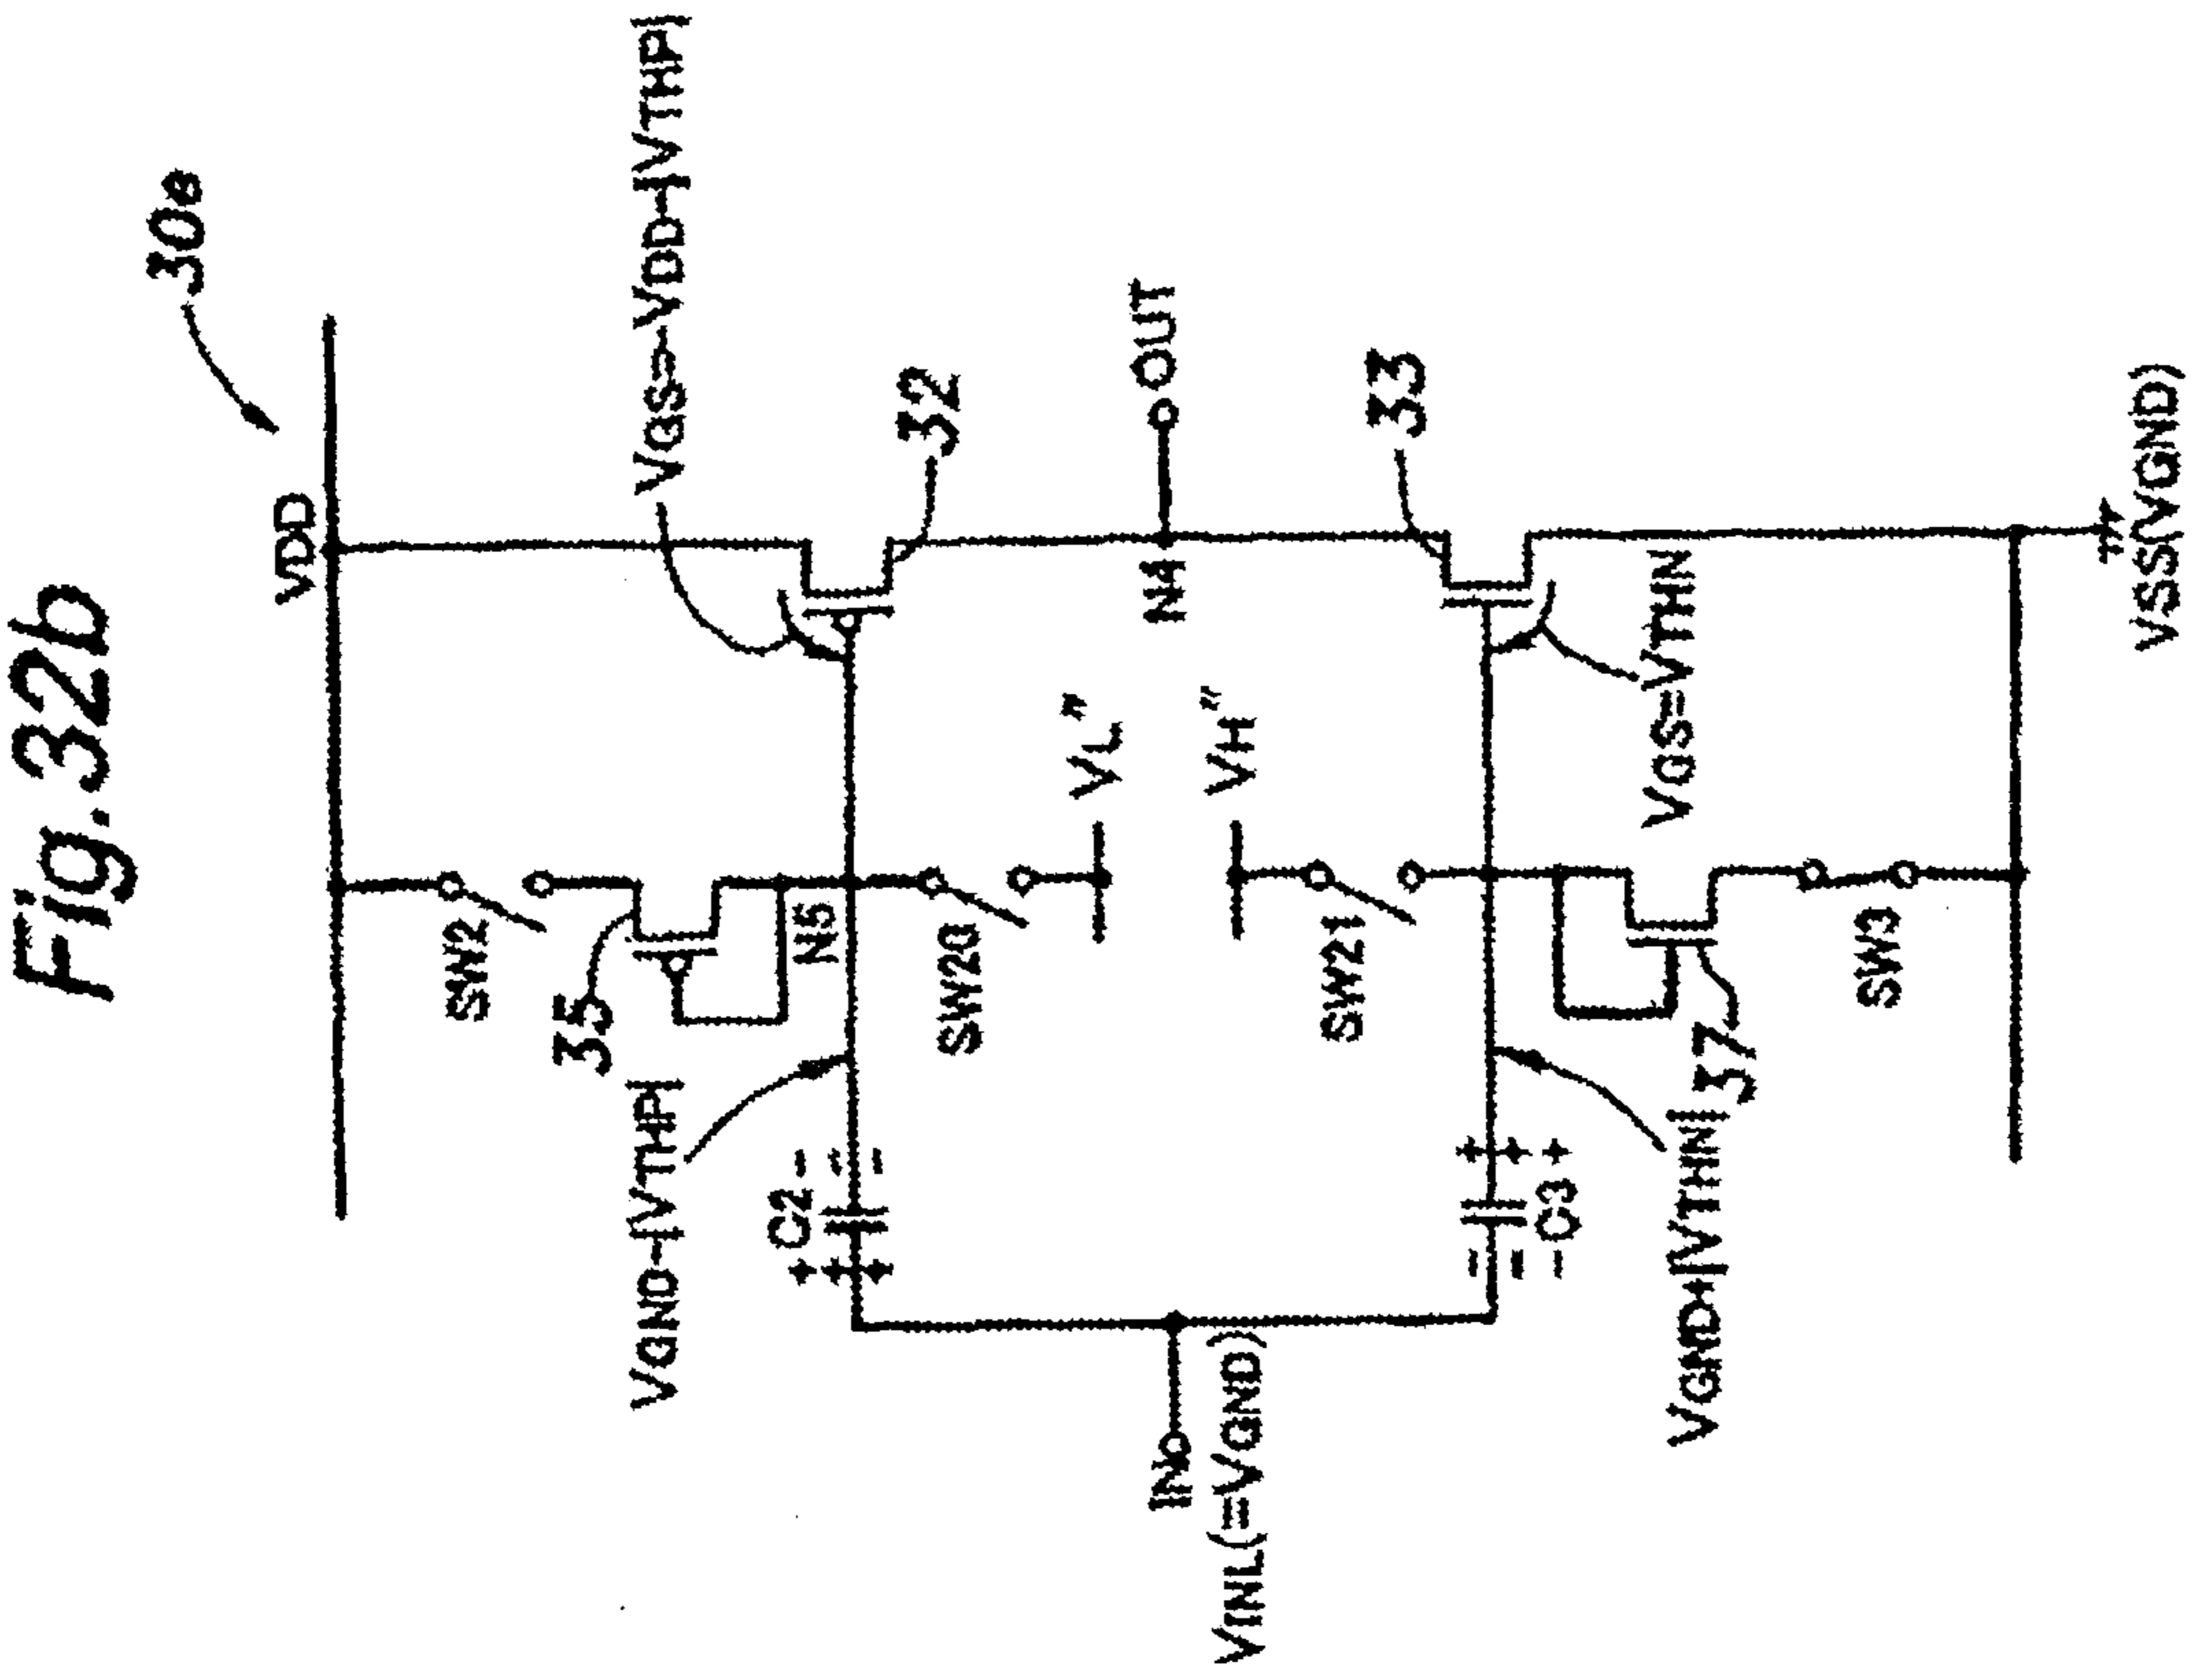 Fig. 32b
30e
VDD
SW2
35
VGS=-VDD-|VTHP|
VGND-|VTHP|
N5
32
C2
- - -
+ + +
SW20
VL"
N4
OUT
IN
VINL(=VGND)
VH"
SW21
33
- - -
+ + +
C3
VGND+|VTHN|
37
VGS=VTHN
SW3
VSS(VGND)